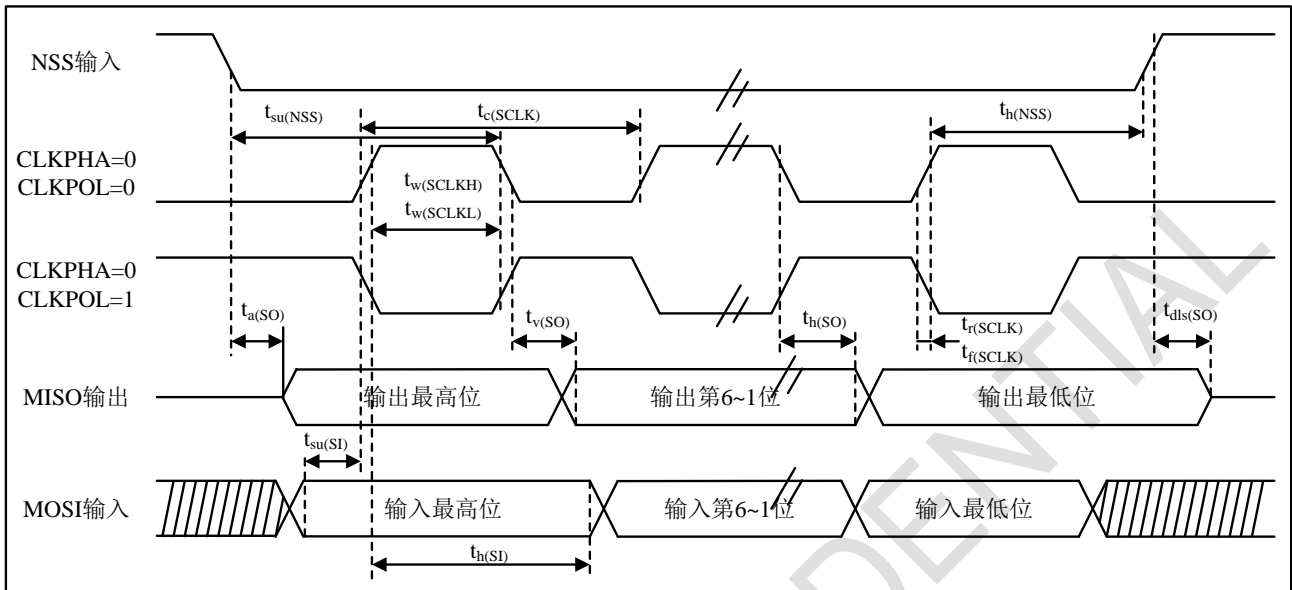 NSS输入
tsu(NSS)
tc(SCLK)
th(NSS)
CLKPHA=0
CLKPOL=0
tw(SCLKH)
tw(SCLKL)
CLKPHA=0
CLKPOL=1
ta(SO)
tv(SO)
th(SO)
tr(SCLK)
tf(SCLK)
tdls(SO)
MISO输出
输出最高位
输出第6~1位
输出最低位
tsu(SI)
MOSI输入
输入最高位
输入第6~1位
输入最低位
th(SI)
DENTIAL